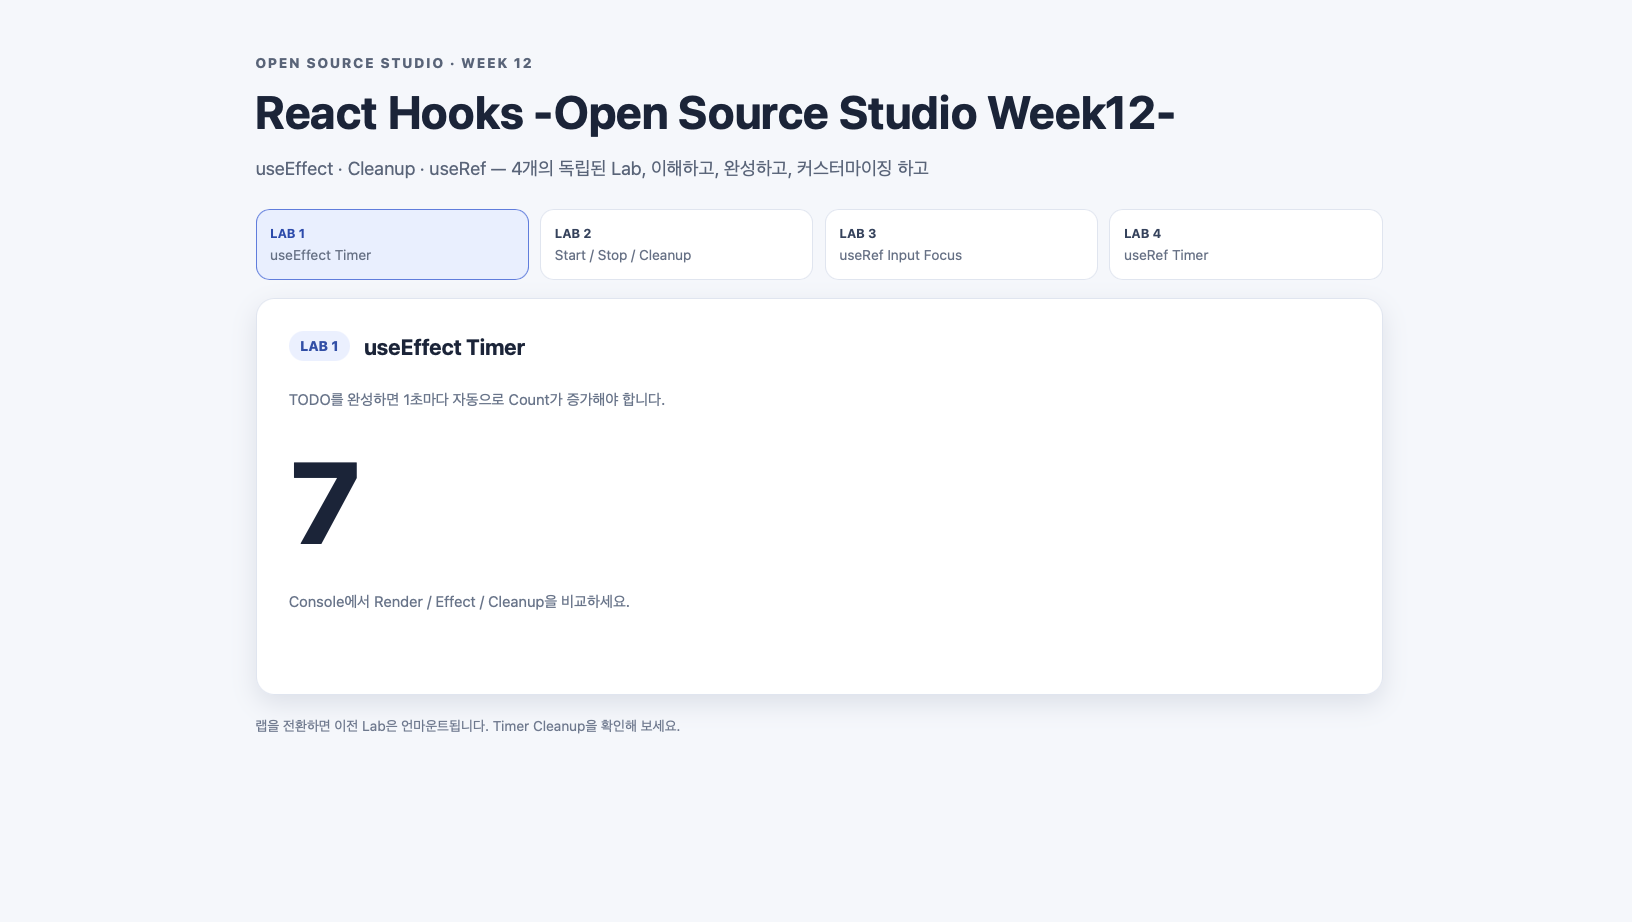 OPEN SOURCE STUDIO · WEEK 12
React Hooks -Open Source Studio Week12-
useEffect · Cleanup · useRef — 4개의 독립된 Lab, 이해하고, 완성하고, 커스터마이징 하고
LAB 1
useEffect Timer
LAB 2
Start / Stop / Cleanup
LAB 3
useRef Input Focus
LAB 4
useRef Timer
LAB 1 useEffect Timer
TODO를 완성하면 1초마다 자동으로 Count가 증가해야 합니다.
7
Console에서 Render / Effect / Cleanup을 비교하세요.
랩을 전환하면 이전 Lab은 언마운트됩니다. Timer Cleanup을 확인해 보세요.